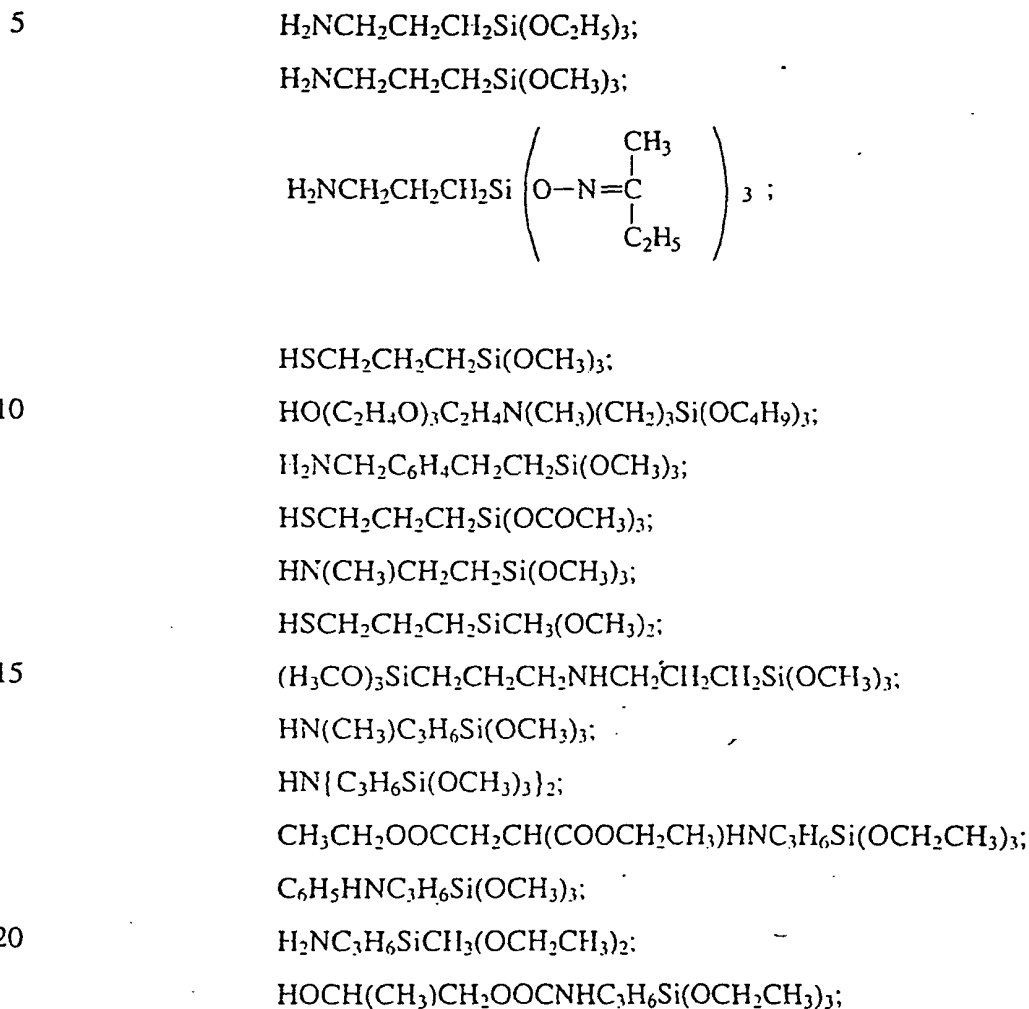 5 H₂NCH₂CH₂CH₂Si(OC₂H₅)₃;
H₂NCH₂CH₂CH₂Si(OCH₃)₃;
CH₃
H₂NCH₂CH₂CH₂Si(O—N=C)₃;
C₂H₅
HSCH₂CH₂CH₂Si(OCH₃)₃;
10 HO(C₂H₄O)₃C₂H₄N(CH₃)(CH₂)₃Si(OC₄H₉)₃;
H₂NCH₂C₆H₄CH₂CH₂Si(OCH₃)₃;
HSCH₂CH₂CH₂Si(OCOCH₃)₃;
HN(CH₃)CH₂CH₂Si(OCH₃)₃;
HSCH₂CH₂CH₂SiCH₃(OCH₃)₂;
15 (H₃CO)₃SiCH₂CH₂CH₂NHCH₂CH₂CH₂Si(OCH₃)₃;
HN(CH₃)C₃H₆Si(OCH₃)₃;
HN{C₃H₆Si(OCH₃)₃}₂;
CH₃CH₂OOCCH₂CH(COOCH₂CH₃)HNC₃H₆Si(OCH₂CH₃)₃;
C₆H₅HNC₃H₆Si(OCH₃)₃;
20 H₂NC₃H₆SiCH₃(OCH₂CH₃)₂;
HOCH(CH₃)CH₂OOCNHC₃H₆Si(OCH₂CH₃)₃;